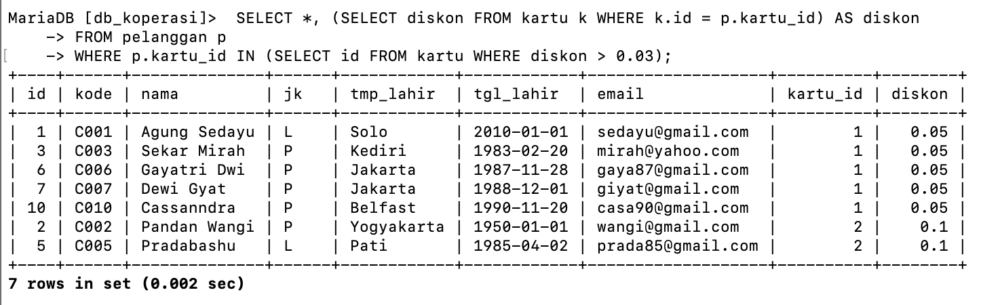 MariaDB [db_koperasi]>  SELECT *, (SELECT diskon FROM kartu k WHERE k.id = p.kartu_id) AS diskon
    -> FROM pelanggan p
[    -> WHERE p.kartu_id IN (SELECT id FROM kartu WHERE diskon > 0.03);
+----+------+--------------+-----+------------+------------+-------------------+----------+--------+
| id | kode | nama         | jk   | tmp_lahir  | tgl_lahir  | email             | kartu_id | diskon |
+----+------+--------------+-----+------------+------------+-------------------+----------+--------+
|  1 | C001 | Agung Sedayu | L    | Solo       | 2010-01-01 | sedayu@gmail.com  |        1 |   0.05 |
|  3 | C003 | Sekar Mirah  | P    | Kediri     | 1983-02-20 | mirah@yahoo.com   |        1 |   0.05 |
|  6 | C006 | Gayatri Dwi  | P    | Jakarta    | 1987-11-28 | gaya87@gmail.com  |        1 |   0.05 |
|  7 | C007 | Dewi Gyat    | P    | Jakarta    | 1988-12-01 | giyat@gmail.com   |        1 |   0.05 |
| 10 | C010 | Cassanndra   | P    | Belfast    | 1990-11-20 | casa90@gmail.com  |        1 |   0.05 |
|  2 | C002 | Pandan Wangi | P    | Yogyakarta | 1950-01-01 | wangi@gmail.com   |        2 |    0.1 |
|  5 | C005 | Pradabashu   | L    | Pati       | 1985-04-02 | prada85@gmail.com |        2 |    0.1 |
+----+------+--------------+-----+------------+------------+-------------------+----------+--------+
7 rows in set (0.002 sec)